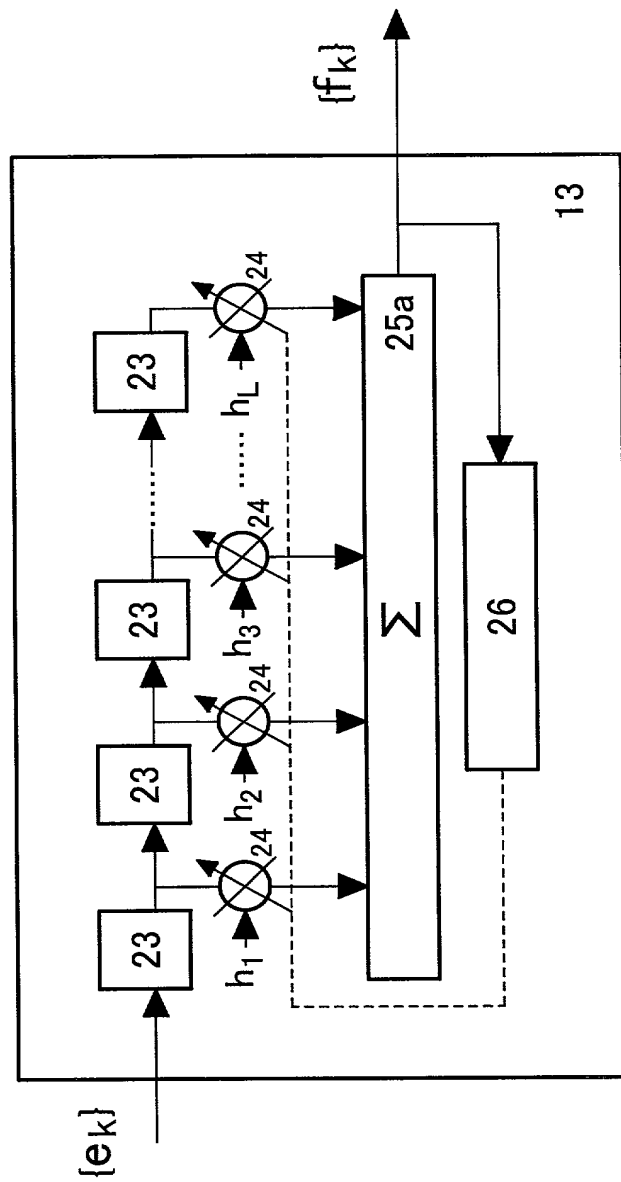 {e_k}
23
23
23
......
23
h_1
24
h_2
24
h_3
24
......
h_L
24
Σ
25a
26
13
{f_k}